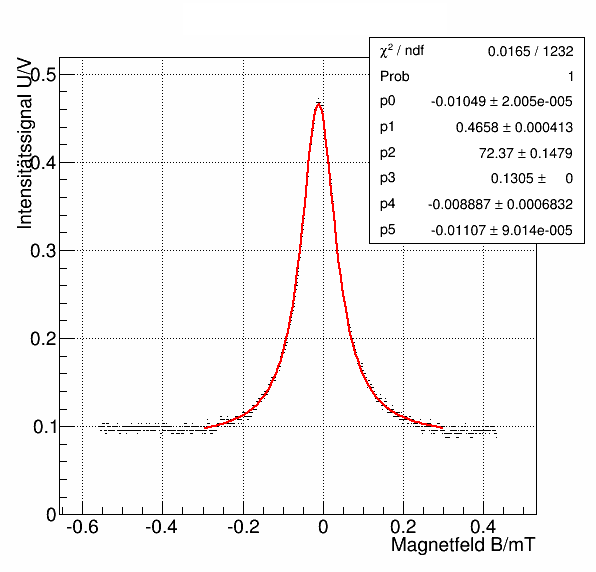 χ² / ndf 0.0165 / 1232
Prob 1
p0 -0.01049 ± 2.005e-005
p1 0.4658 ± 0.000413
p2 72.37 ± 0.1479
p3 0.1305 ± 0
p4 -0.008887 ± 0.0006832
p5 -0.01107 ± 9.014e-005
Intensitätssignal U/V
0.5
0.4
0.3
0.2
0.1
0
-0.6 -0.4 -0.2 0 0.2 0.4
Magnetfeld B/mT